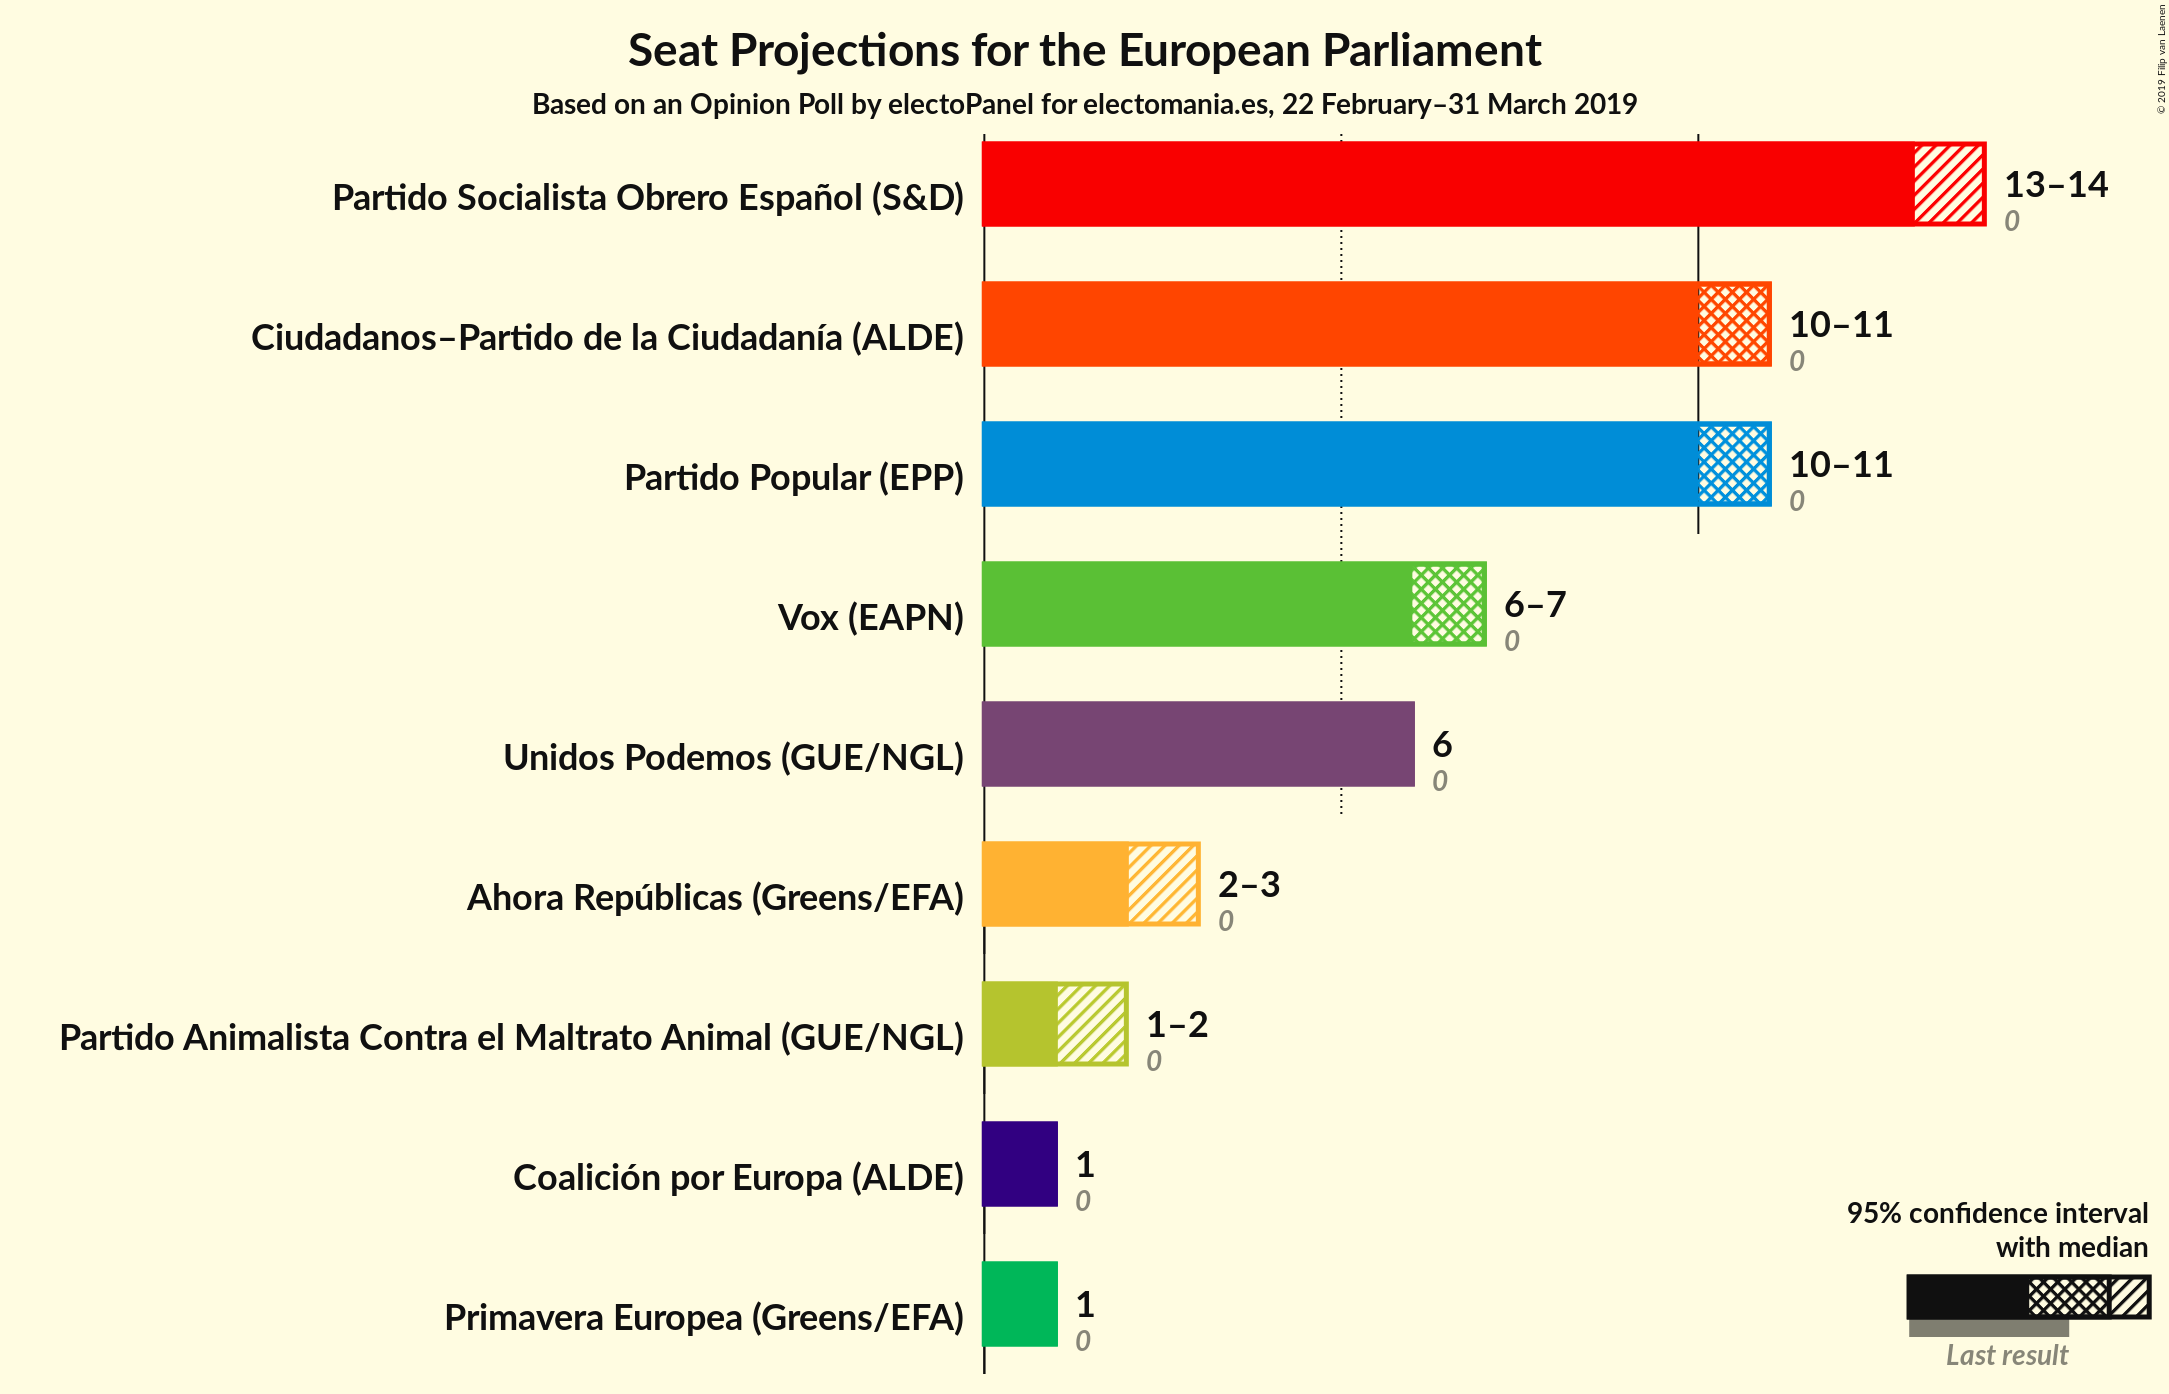 Seat Projections for the European Parliament
Based on an Opinion Poll by electoPanel for electomania.es, 22 February–31 March 2019
© 2019 Filip van Laenen
Partido Socialista Obrero Español (S&D)
13–14
0
Ciudadanos–Partido de la Ciudadanía (ALDE)
10–11
0
Partido Popular (EPP)
10–11
0
Vox (EAPN)
6–7
0
Unidos Podemos (GUE/NGL)
6
0
Ahora Repúblicas (Greens/EFA)
2–3
0
Partido Animalista Contra el Maltrato Animal (GUE/NGL)
1–2
0
Coalición por Europa (ALDE)
1
0
Primavera Europea (Greens/EFA)
1
0
95% confidence interval
with median
Last result